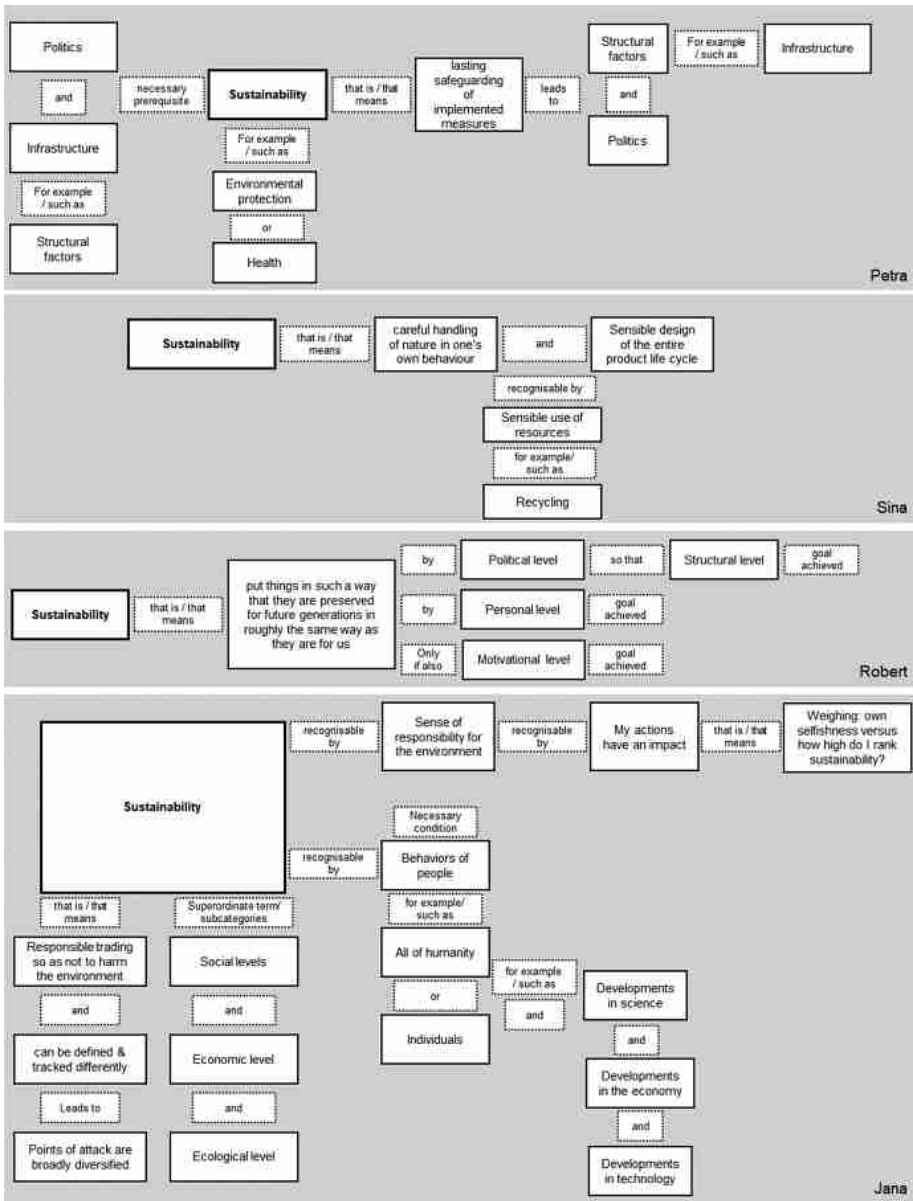 Politics
and
Infrastructure
For example
/ such as
Structural
factors
necessary
prerequisite
Sustainability
For example
/ such as
Environmental
protection
or
Health
that is / that
means
lasting
safeguarding
of
implemented
measures
leads
to
Structural
factors
For example
/ such as
Infrastructure
and
Politics
Petra
Sustainability
that is / that
means
careful handling
of nature in one's
own behaviour
and
Sensible design
of the entire
product life cycle
recognisable by
Sensible use of
resources
for example/
such as
Recycling
Sina
Sustainability
that is / that
means
put things in such a way
that they are preserved
for future generations in
roughly the same way as
they are for us
by
Political level
so that
Structural level
goal
achieved
by
Personal level
goal
achieved
Only
if also
Motivational level
goal
achieved
Robert
Sustainability
recognisable
by
Sense of
responsibility for
the environment
recognisable
by
My actions
have an impact
that is / that
means
Weighing: own
selfishness versus
how high do I rank
sustainability?
recognisable
by
Necessary
condition
Behaviors of
people
for example/
such as
All of humanity
or
Individuals
for example
/ such as
and
Developments
in science
and
Developments
in the economy
and
Developments
in technology
that is / that
means
Responsible trading
so as not to harm
the environment
and
can be defined &
tracked differently
Leads to
Points of attack are
broadly diversified
Superordinate term/
subcategories
Social levels
and
Economic level
and
Ecological level
Jana